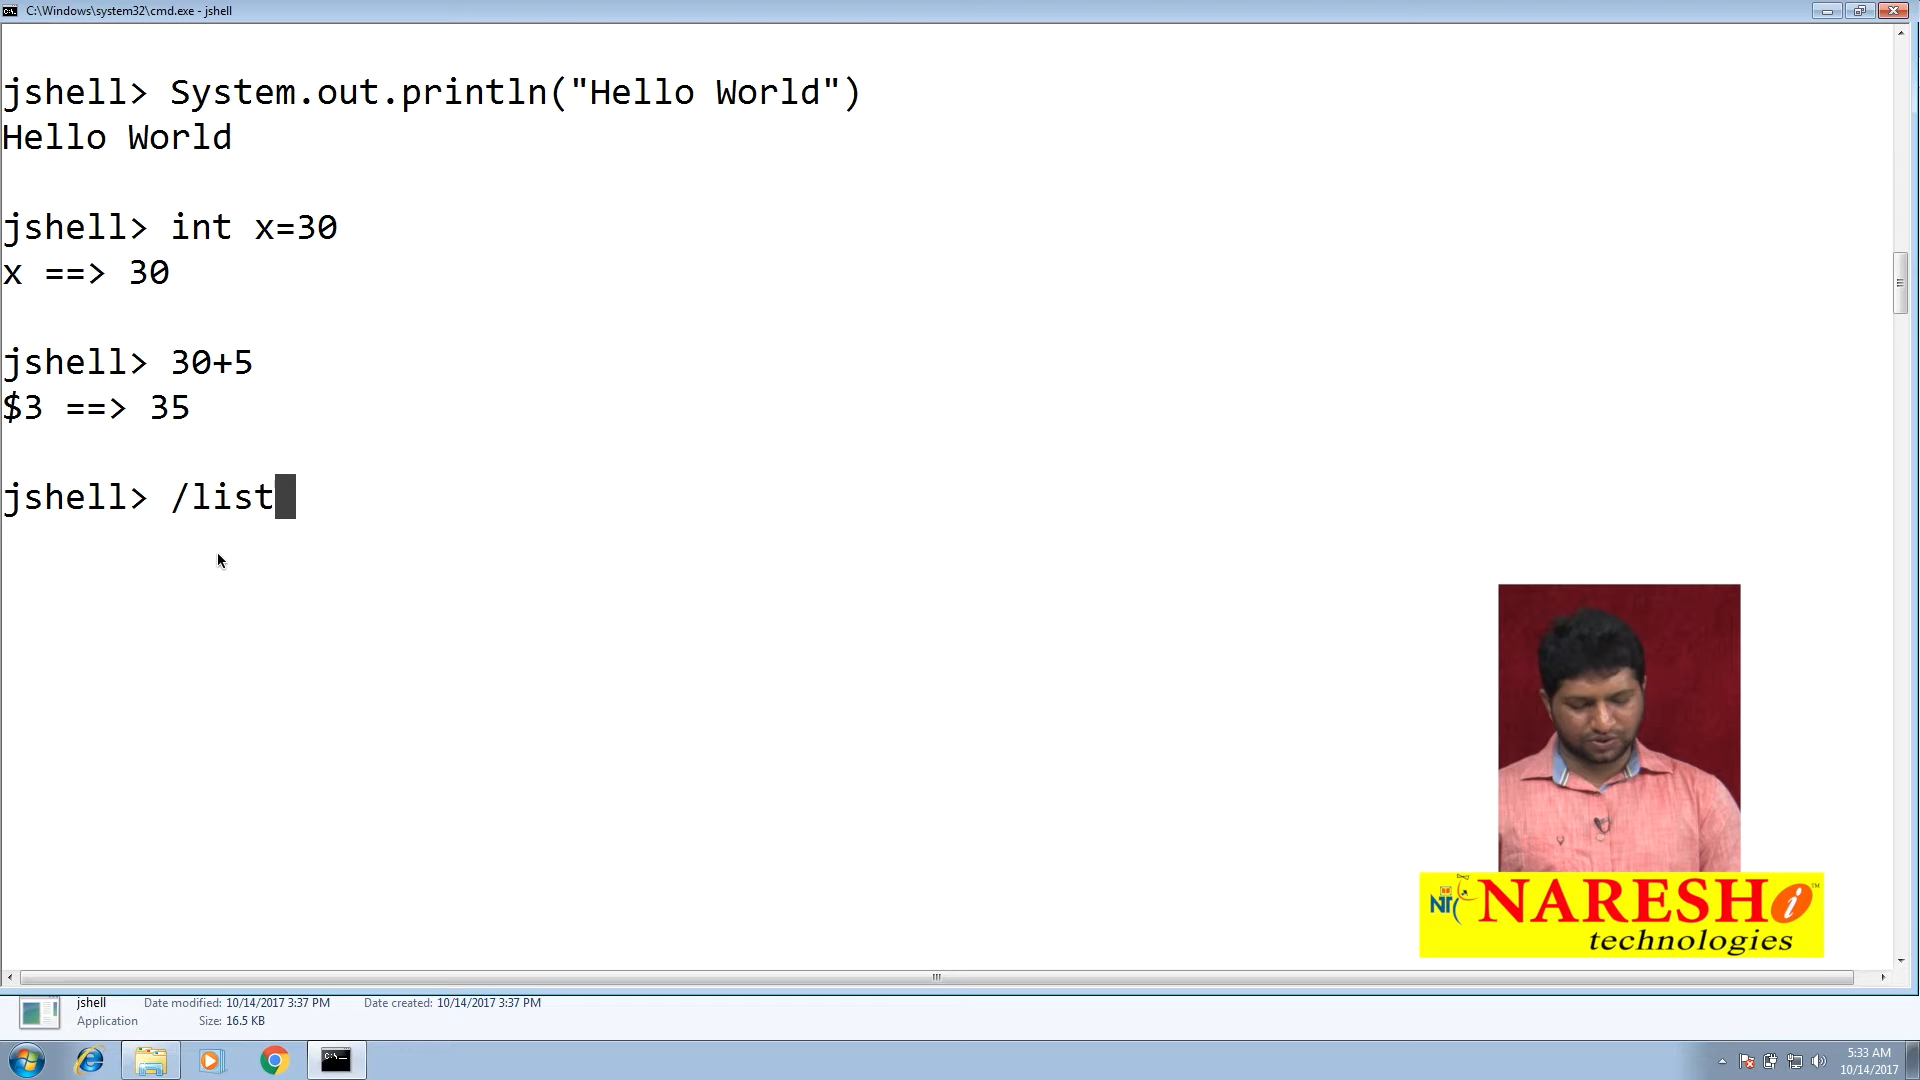 C:\Windows\system32\cmd.exe - jshell
jshell> System.out.println("Hello World")
Hello World
jshell> int x=30
x ==> 30
jshell> 30+5
$3 ==> 35
jshell> /list
NARESH i ™
technologies
jshell Date modified: 10/14/2017 3:37 PM Date created: 10/14/2017 3:37 PM
Application Size: 16.5 KB
5:33 AM
10/14/2017